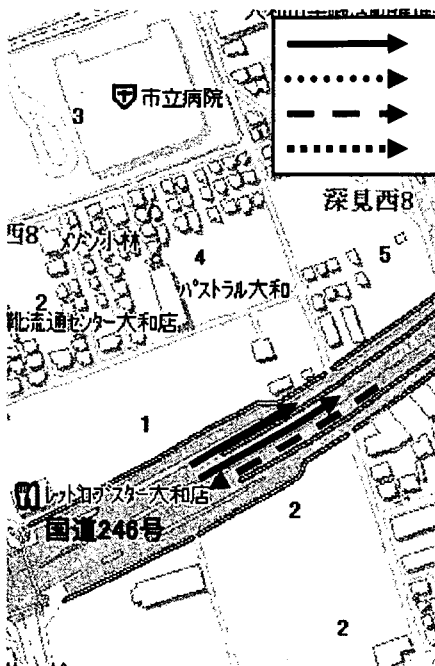 市立病院
3
深見西8
西8
メゾン小林
4
5
パストラル大和
2
靴流通センター大和店
1
レッドロブスター大和店
国道246号
2
2